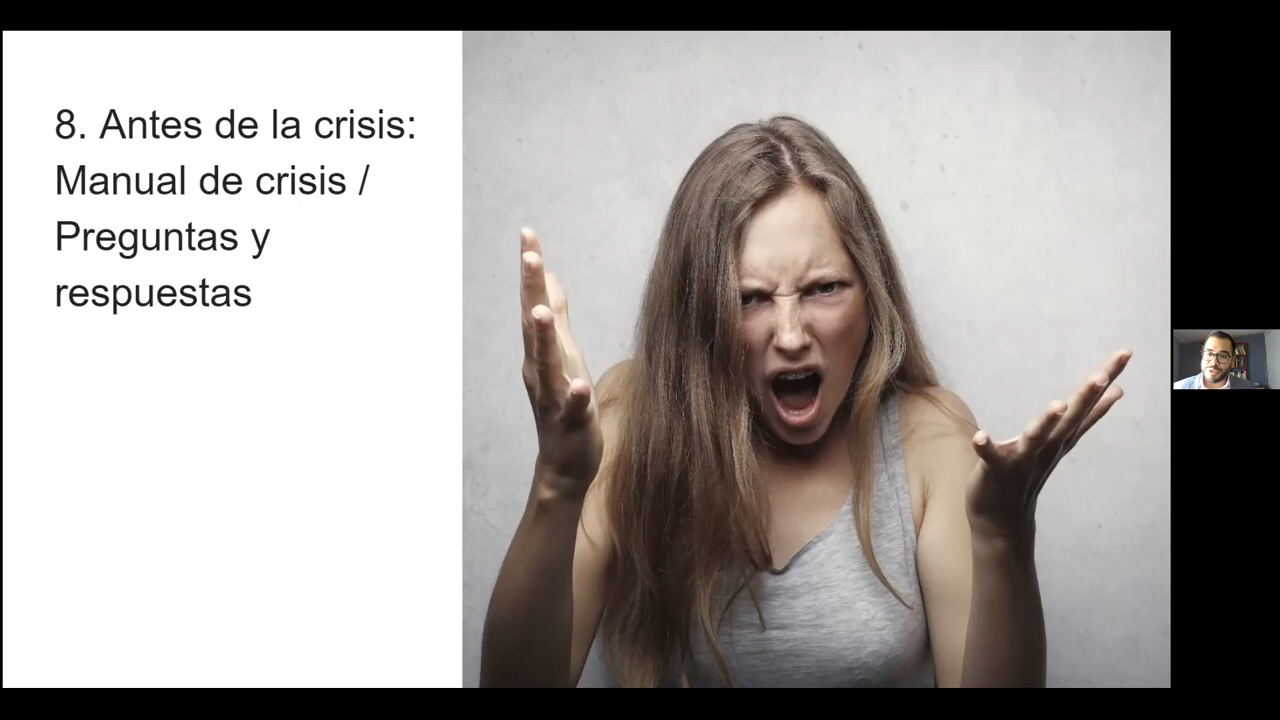 8. Antes de la crisis:
Manual de crisis /
Preguntas y
respuestas